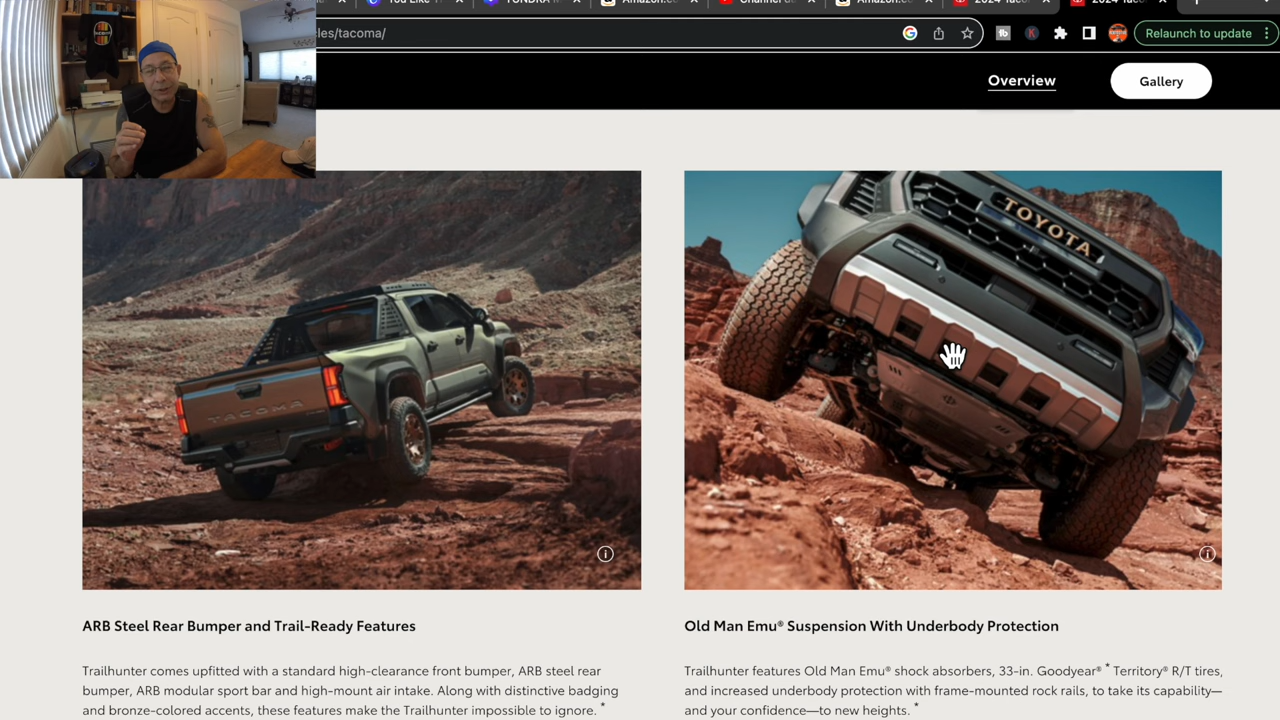 les/tacoma/
Relaunch to update
Overview
Gallery
TOYOTA
TACOMA
ARB Steel Rear Bumper and Trail-Ready Features
Trailhunter comes upfitted with a standard high-clearance front bumper, ARB steel rear
bumper, ARB modular sport bar and high-mount air intake. Along with distinctive badging
and bronze-colored accents, these features make the Trailhunter impossible to ignore. *
Old Man Emu® Suspension With Underbody Protection
Trailhunter features Old Man Emu® shock absorbers, 33-in. Goodyear® * Territory® R/T tires,
and increased underbody protection with frame-mounted rock rails, to take its capability—
and your confidence—to new heights. *